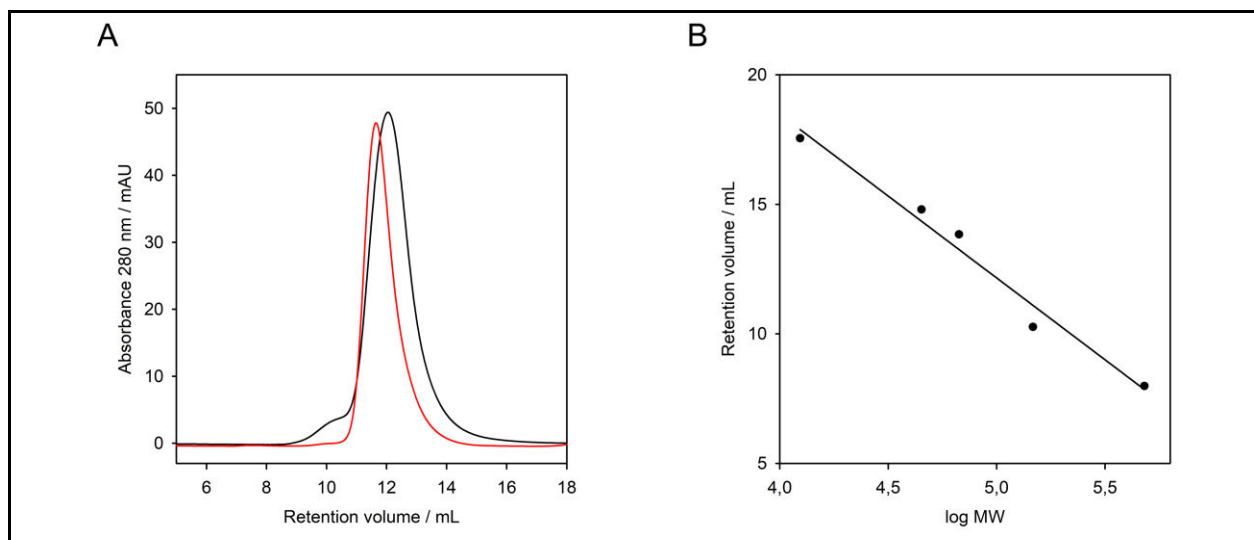 A
50
40
30
20
10
0
Absorbance 280 nm / mAU
6 8 10 12 14 16 18
Retention volume / mL
B
20
15
10
5
Retention volume / mL
4,0 4,5 5,0 5,5
log MW